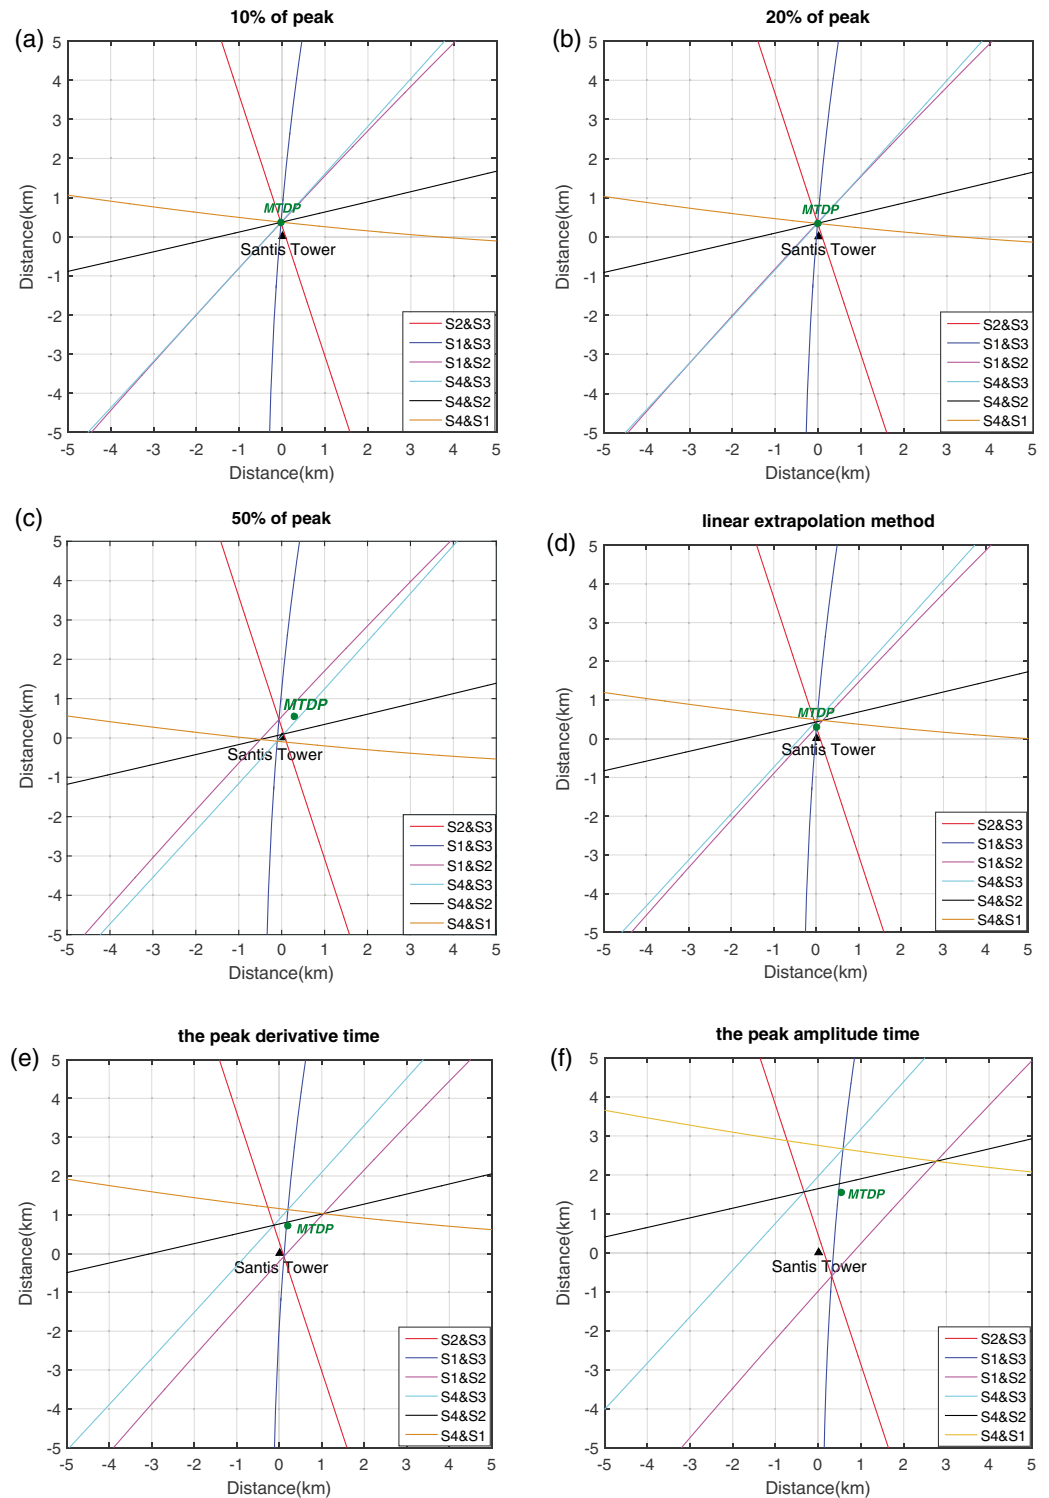 10% of peak
(a)
5
4
3
2
1
0
-1
-2
-3
-4
-5
Distance(km)
MTDP
Santis Tower
S2&S3
S1&S3
S1&S2
S4&S3
S4&S2
S4&S1
-5 -4 -3 -2 -1 0 1 2 3 4 5
Distance(km)
20% of peak
(b)
5
4
3
2
1
0
-1
-2
-3
-4
-5
Distance(km)
MTDP
Santis Tower
S2&S3
S1&S3
S1&S2
S4&S3
S4&S2
S4&S1
-5 -4 -3 -2 -1 0 1 2 3 4 5
Distance(km)
50% of peak
(c)
5
4
3
2
1
0
-1
-2
-3
-4
-5
Distance(km)
MTDP
Santis Tower
S2&S3
S1&S3
S1&S2
S4&S3
S4&S2
S4&S1
-5 -4 -3 -2 -1 0 1 2 3 4 5
Distance(km)
linear extrapolation method
(d)
5
4
3
2
1
0
-1
-2
-3
-4
-5
Distance(km)
MTDP
Santis Tower
S2&S3
S1&S3
S1&S2
S4&S3
S4&S2
S4&S1
-5 -4 -3 -2 -1 0 1 2 3 4 5
Distance(km)
the peak derivative time
(e)
5
4
3
2
1
0
-1
-2
-3
-4
-5
Distance(km)
MTDP
Santis Tower
S2&S3
S1&S3
S1&S2
S4&S3
S4&S2
S4&S1
-5 -4 -3 -2 -1 0 1 2 3 4 5
Distance(km)
the peak amplitude time
(f)
5
4
3
2
1
0
-1
-2
-3
-4
-5
Distance(km)
MTDP
Santis Tower
S2&S3
S1&S3
S1&S2
S4&S3
S4&S2
S4&S1
-5 -4 -3 -2 -1 0 1 2 3 4 5
Distance(km)